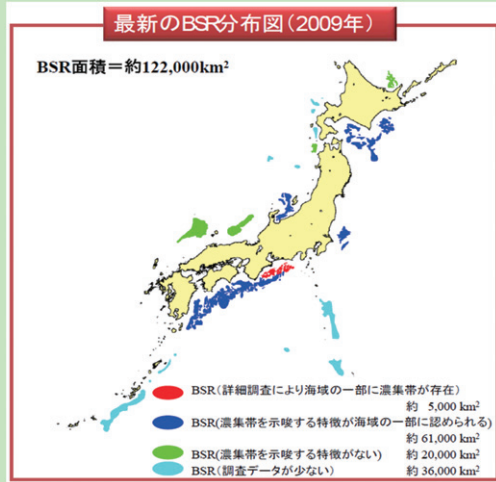 最新のBSR分布図(2009年)
BSR面積=約122,000km²
BSR(詳細調査により海域の一部に濃集帯が存在)
約 5,000 km²
BSR(濃集帯を示唆する特徴が海域の一部に認められる)
約 61,000 km²
BSR(濃集帯を示唆する特徴がない) 約 20,000 km²
BSR(調査データが少ない) 約 36,000 km²